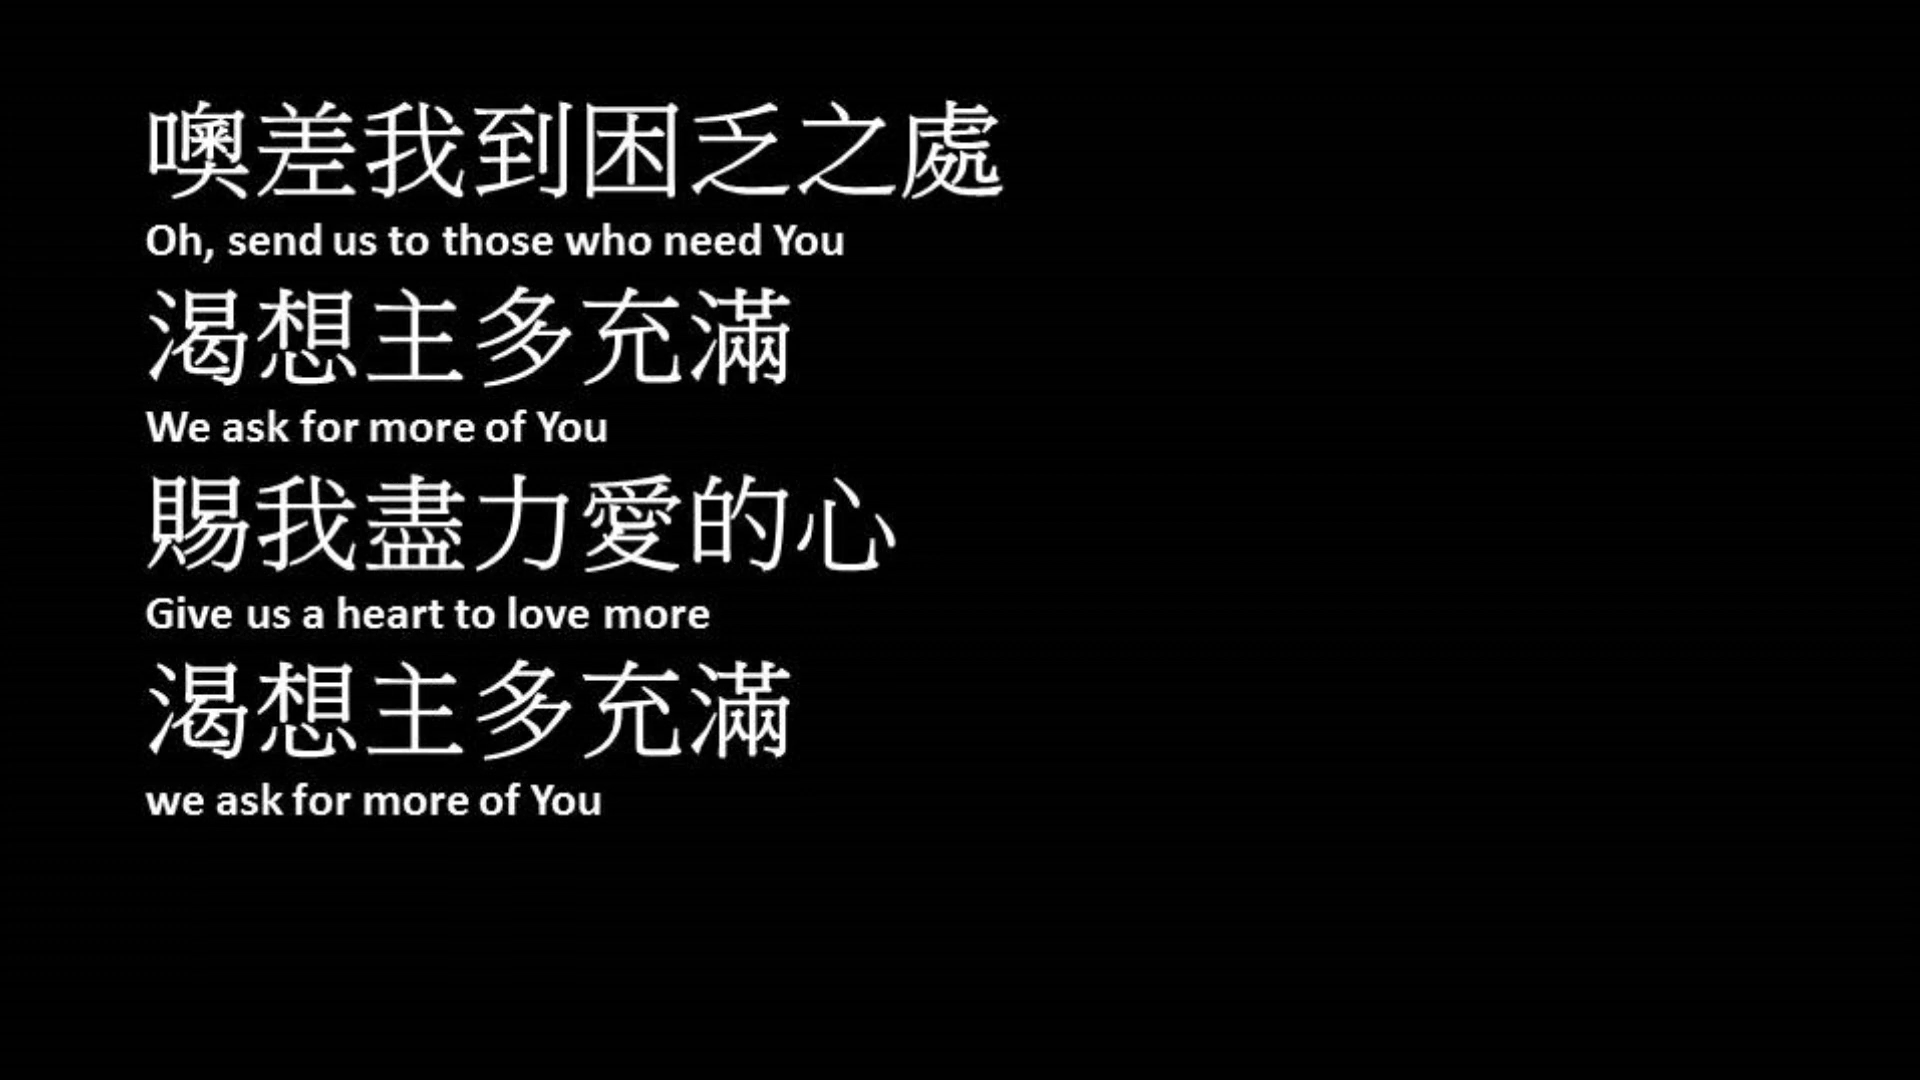 噢差我到困乏之處
Oh, send us to those who need You
渴想主多充滿
We ask for more of You
賜我盡力愛的心
Give us a heart to love more
渴想主多充滿
we ask for more of You